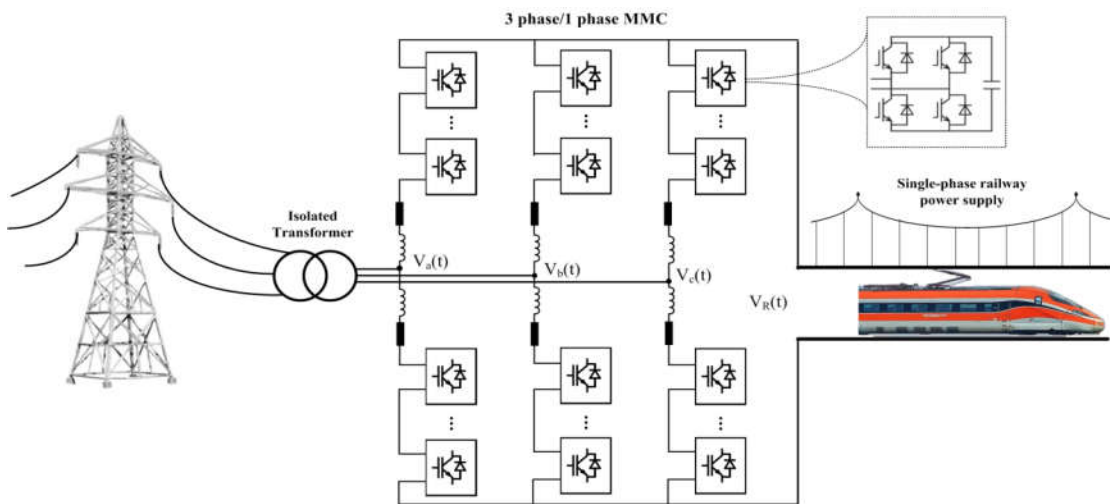 3 phase/1 phase MMC
Single-phase railway
power supply
Isolated
Transformer
Va(t)
Vb(t)
Vc(t)
VR(t)